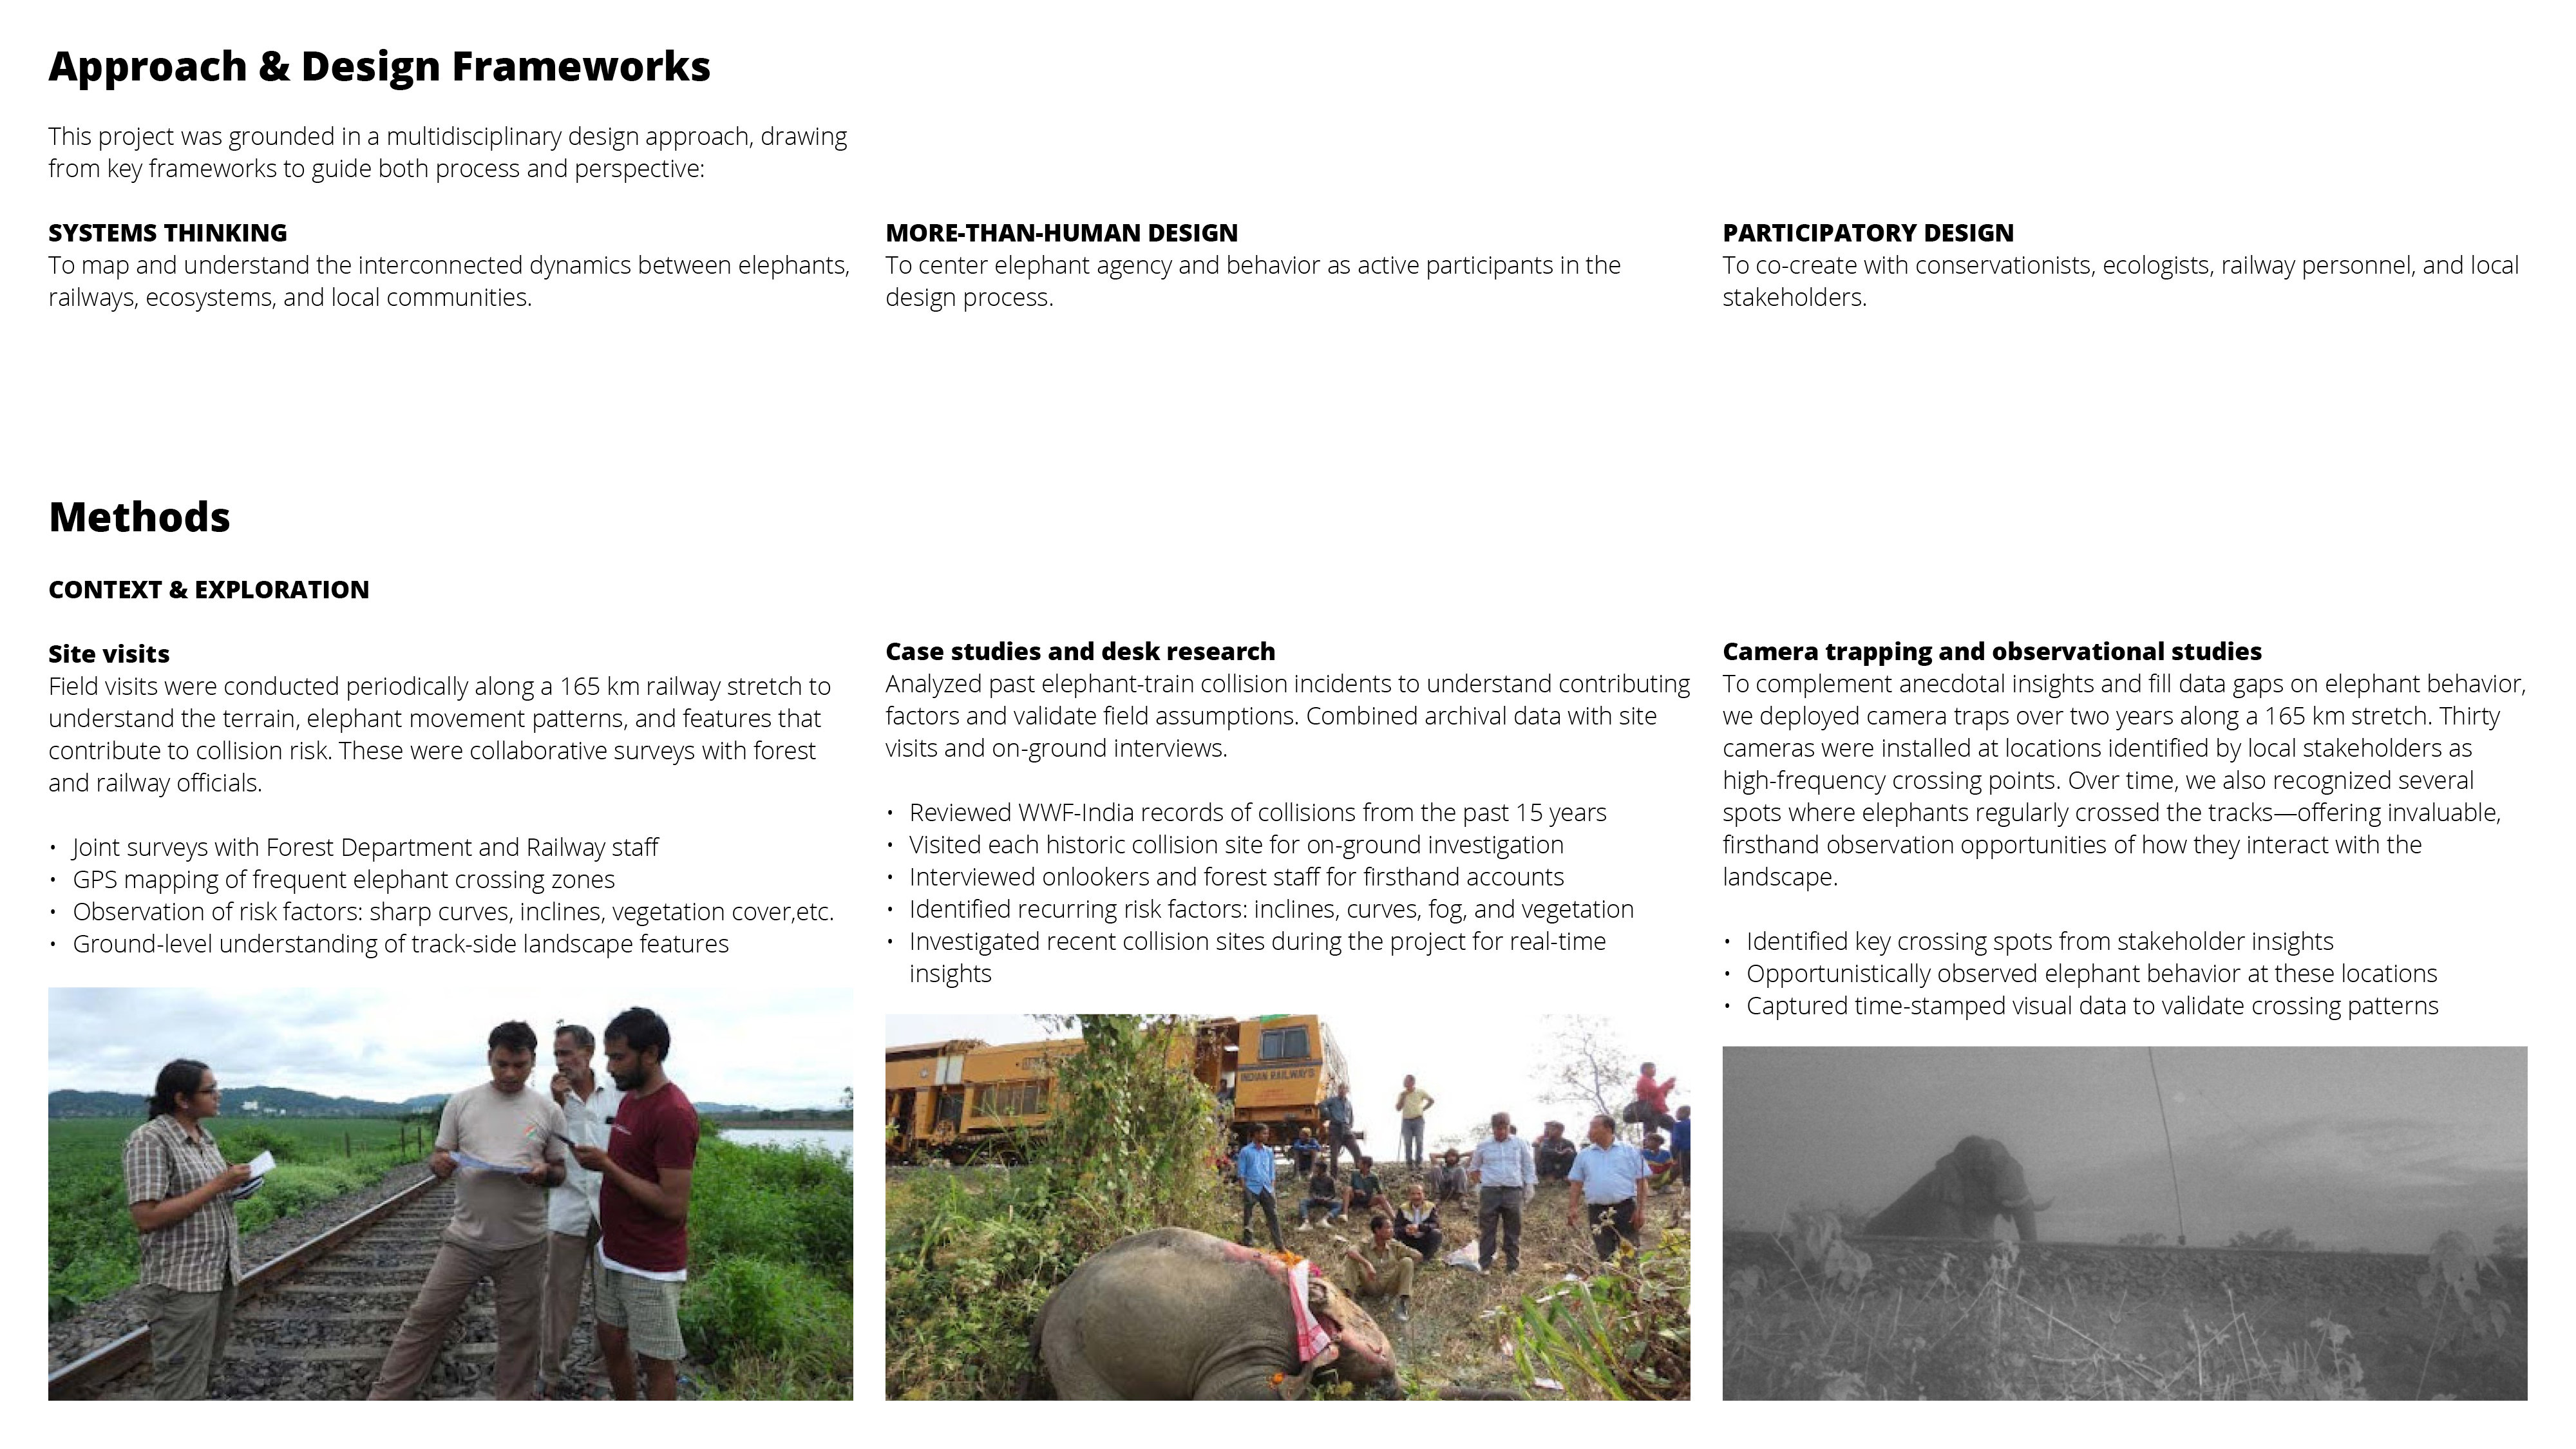 Approach & Design Frameworks
This project was grounded in a multidisciplinary design approach, drawing
from key frameworks to guide both process and perspective:
SYSTEMS THINKING
To map and understand the interconnected dynamics between elephants,
railways, ecosystems, and local communities.
MORE-THAN-HUMAN DESIGN
To center elephant agency and behavior as active participants in the
design process.
PARTICIPATORY DESIGN
To co-create with conservationists, ecologists, railway personnel, and local
stakeholders.
Methods
CONTEXT & EXPLORATION
Site visits
Field visits were conducted periodically along a 165 km railway stretch to
understand the terrain, elephant movement patterns, and features that
contribute to collision risk. These were collaborative surveys with forest
and railway officials.
• Joint surveys with Forest Department and Railway staff
• GPS mapping of frequent elephant crossing zones
• Observation of risk factors: sharp curves, inclines, vegetation cover,etc.
• Ground-level understanding of track-side landscape features
Case studies and desk research
Analyzed past elephant-train collision incidents to understand contributing
factors and validate field assumptions. Combined archival data with site
visits and on-ground interviews.
• Reviewed WWF-India records of collisions from the past 15 years
• Visited each historic collision site for on-ground investigation
• Interviewed onlookers and forest staff for firsthand accounts
• Identified recurring risk factors: inclines, curves, fog, and vegetation
• Investigated recent collision sites during the project for real-time
insights
INDIAN RAILWAYS
Camera trapping and observational studies
To complement anecdotal insights and fill data gaps on elephant behavior,
we deployed camera traps over two years along a 165 km stretch. Thirty
cameras were installed at locations identified by local stakeholders as
high-frequency crossing points. Over time, we also recognized several
spots where elephants regularly crossed the tracks—offering invaluable,
firsthand observation opportunities of how they interact with the
landscape.
• Identified key crossing spots from stakeholder insights
• Opportunistically observed elephant behavior at these locations
• Captured time-stamped visual data to validate crossing patterns